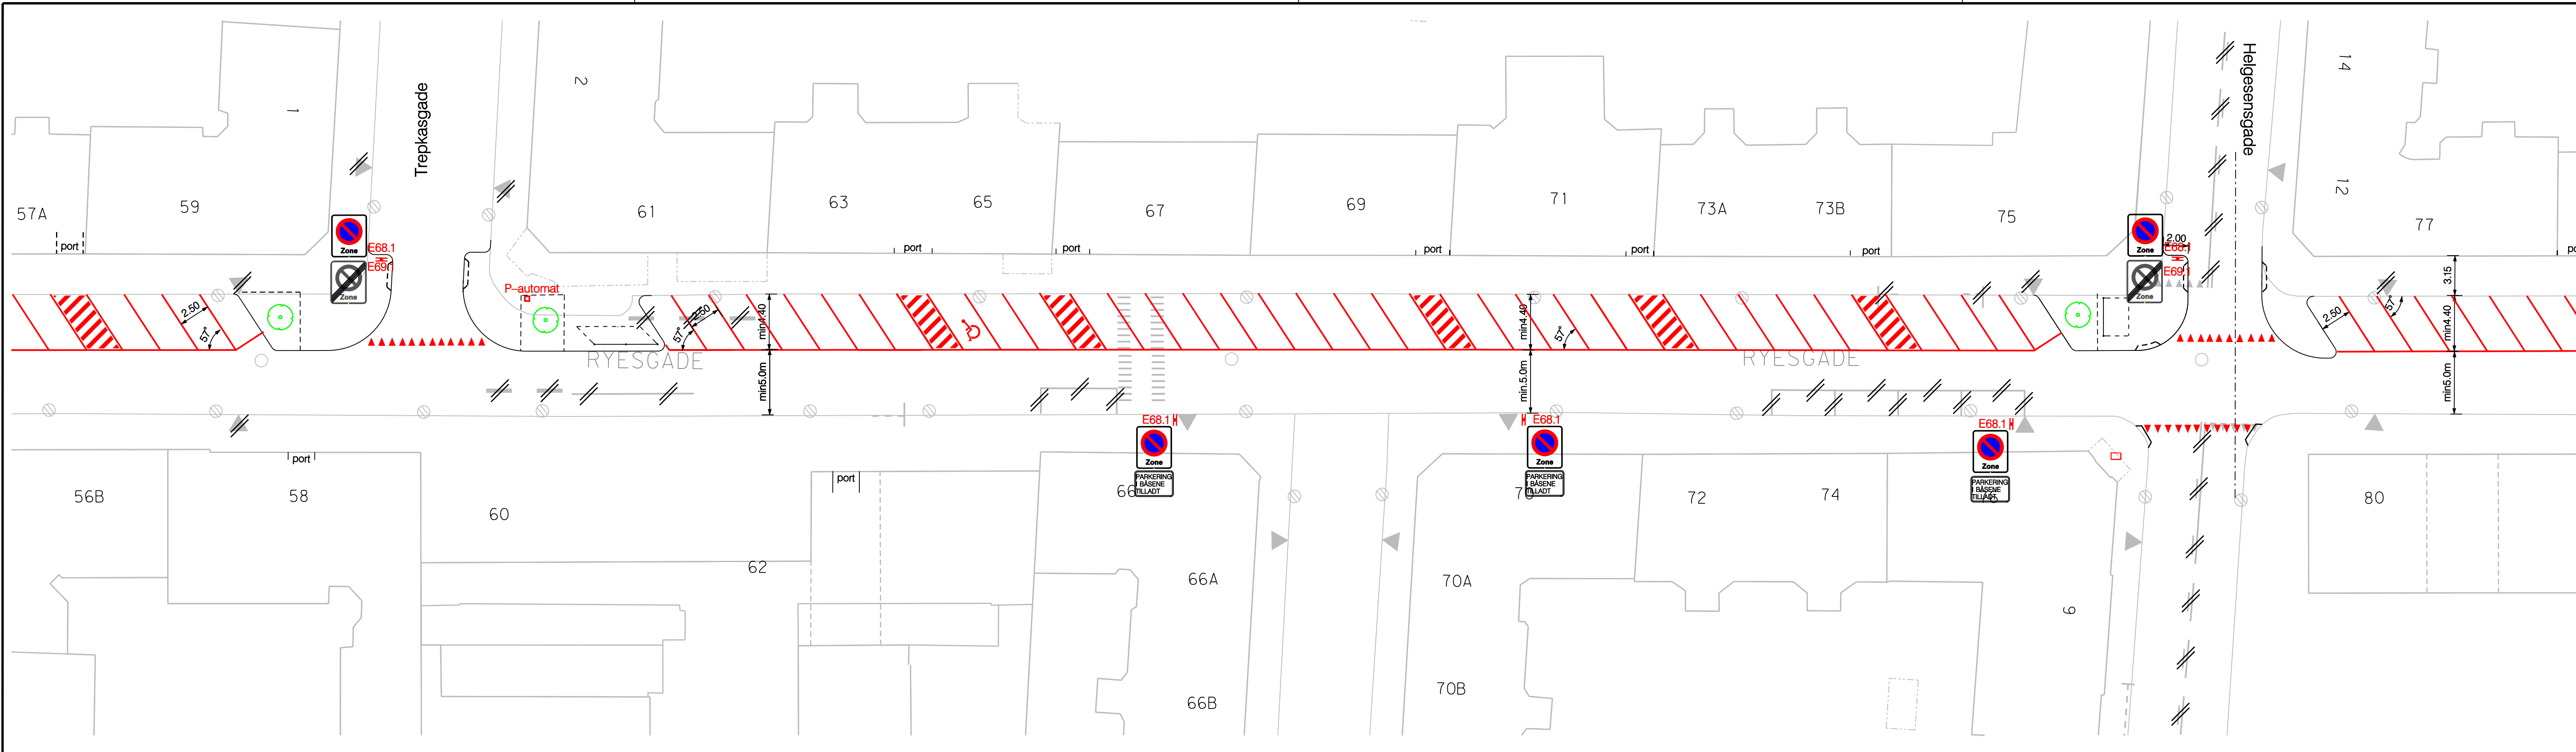 Trepkasgade
Helgesensgade
1
2
14
12
57A
59
61
63
65
67
69
71
73A
73B
75
77
port
port
port
port
port
port
Zone
E68.1
E69.1
Zone
P-automat
Zone
2.00
E68.1
E69.1
Zone
3.15
2.50
57°
2.50
57°
min4.40
min4.40
57°
2.50
57°
min4.40
RYESGADE
RYESGADE
min5.0m
min.5.0m
min5.0m
E68.1
Zone
PARKERING
I BÅSENE
TILLADT
E68.1
Zone
PARKERING
I BÅSENE
TILLADT
E68.1
Zone
PARKERING
I BÅSENE
TILLADT
port
port
56B
58
60
62
66
66A
66B
70
70A
70B
72
74
80
9